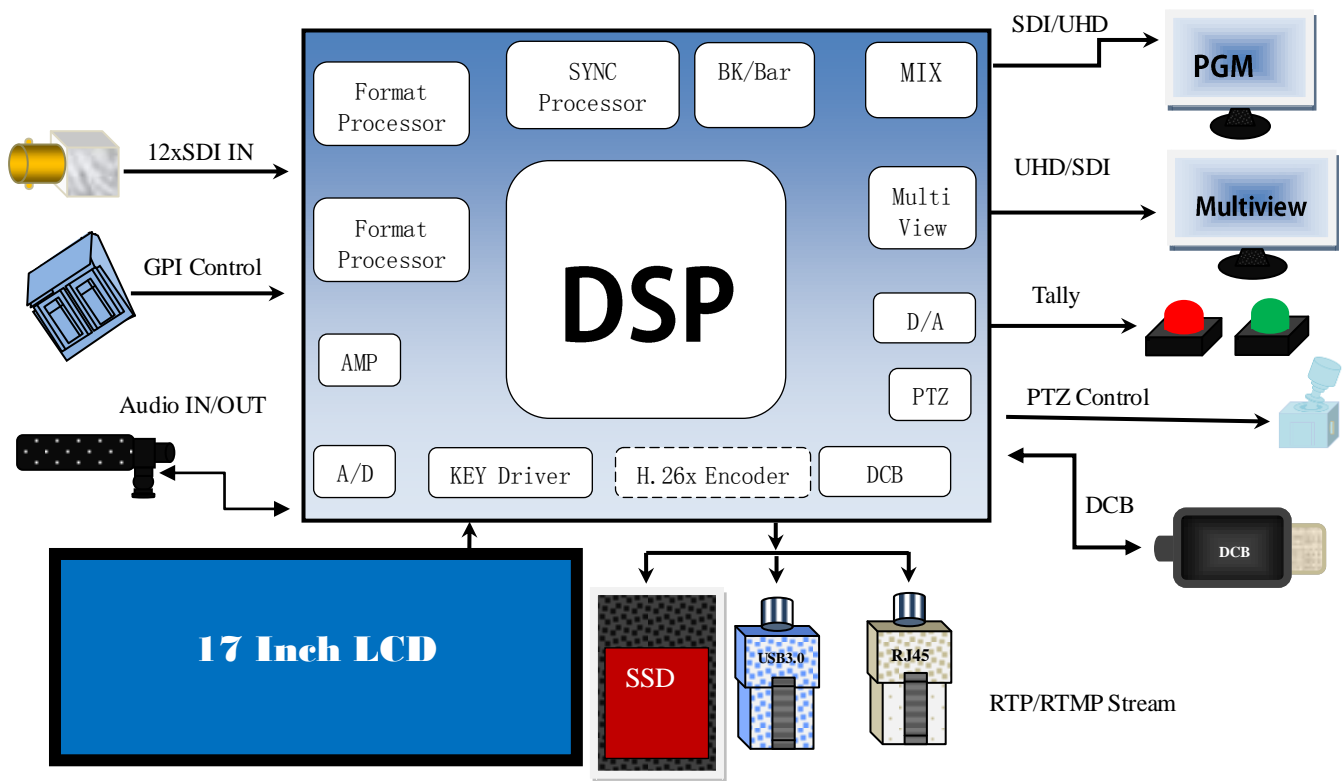 SDI/UHD
PGM
Format
Processor
SYNC
Processor
BK/Bar
MIX
12xSDI IN
UHD/SDI
Multi
View
Multiview
Format
Processor
GPI Control
DSP
Tally
D/A
AMP
PTZ
PTZ Control
Audio IN/OUT
A/D
KEY Driver
H.26x Encoder
DCB
DCB
DCB
17 Inch LCD
SSD
USB3.0
RJ45
RTP/RTMP Stream